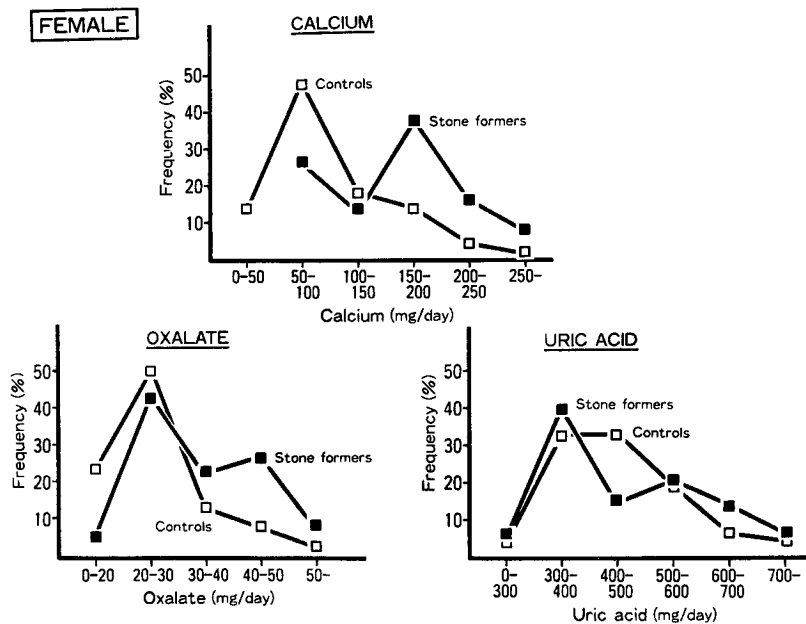 FEMALE
CALCIUM
Frequency (%)
50
40
30
20
10
Controls
Stone formers
0-50
50-
100
100-
150
150-
200
200-
250
250-
Calcium (mg/day)
OXALATE
Frequency (%)
50
40
30
20
10
Stone formers
Controls
0-20
20-30
30-40
40-50
50-
Oxalate (mg/day)
URIC ACID
Frequency (%)
50
40
30
20
10
Stone formers
Controls
0-
300
300-
400
400-
500
500-
600
600-
700
700-
Uric acid (mg/day)